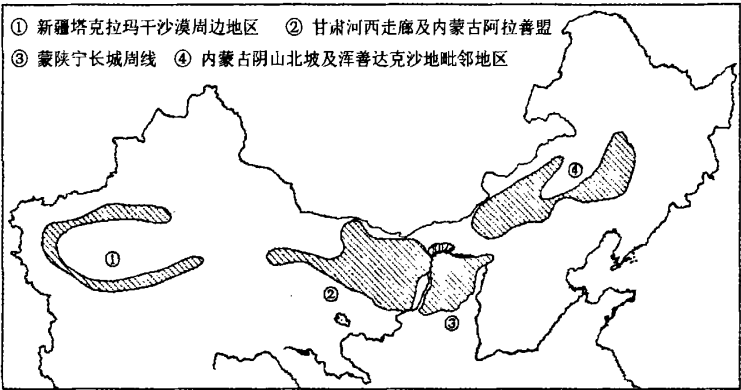 ① 新疆塔克拉玛干沙漠周边地区 ② 甘肃河西走廊及内蒙古阿拉善盟
③ 蒙陕宁长城周线 ④ 内蒙古阴山北坡及浑善达克沙地毗邻地区
④
①
②
③